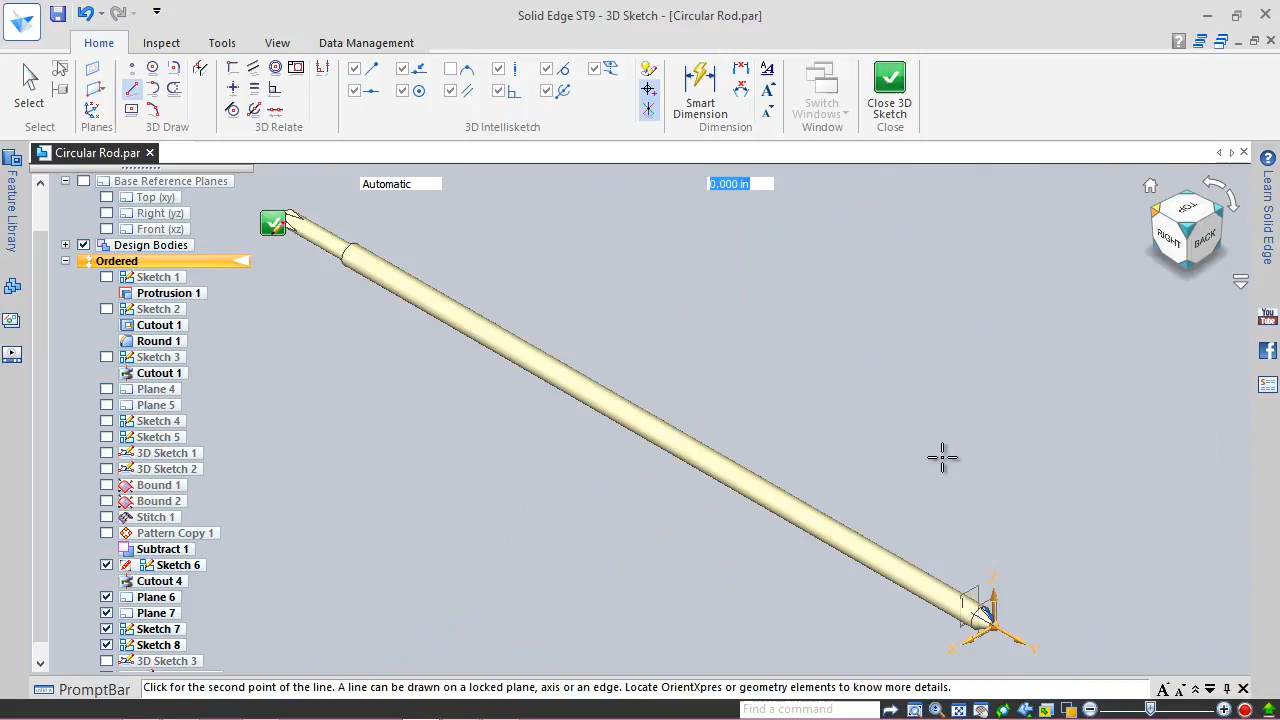 Solid Edge ST9 - 3D Sketch - [Circular Rod.par]
Home
Inspect
Tools
View
Data Management
Select
Smart
Dimension
Switch
Windows
Close 3D
Sketch
Select
Planes
3D Draw
3D Relate
3D Intellisketch
Dimension
Window
Close
Circular Rod.par
Feature Library
Base Reference Planes
Top (xy)
Right (yz)
Front (xz)
Design Bodies
Ordered
Sketch 1
Protrusion 1
Sketch 2
Cutout 1
Round 1
Sketch 3
Cutout 1
Plane 4
Plane 5
Sketch 4
Sketch 5
3D Sketch 1
3D Sketch 2
Bound 1
Bound 2
Stitch 1
Pattern Copy 1
Subtract 1
Sketch 6
Cutout 4
Plane 6
Plane 7
Sketch 7
Sketch 8
3D Sketch 3
Automatic
0.000 in
TOP
RIGHT
BACK
Z
X
Y
Learn Solid Edge
You
Tube
PromptBar
Click for the second point of the line. A line can be drawn on a locked plane, axis or an edge. Locate OrientXpres or geometry elements to know more details.
Find a command